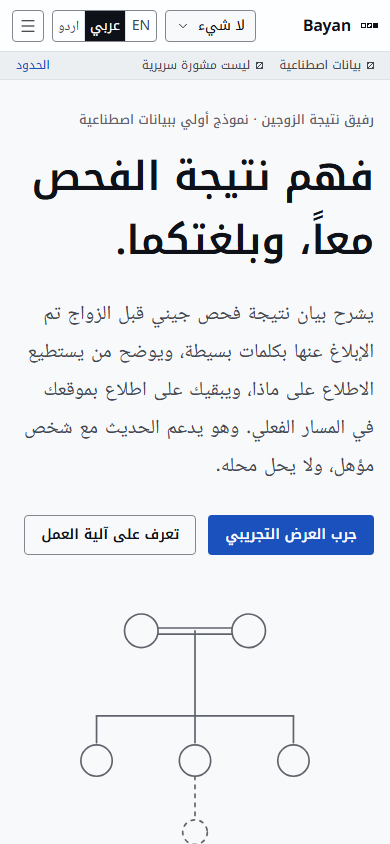 Bayan
لا شيء
EN
عربي
اردو
بيانات اصطناعية
ليست مشورة سريرية
الحدود
رفيق نتيجة الزوجين · نموذج أولي ببيانات اصطناعية
فهم نتيجة الفحص
معاً، وبلغتكما.
يشرح بيان نتيجة فحص جيني قبل الزواج تم
الإبلاغ عنها بكلمات بسيطة، ويوضح من يستطيع
الاطلاع على ماذا، ويبقيك على اطلاع بموقعك
في المسار الفعلي. وهو يدعم الحديث مع شخص
مؤهل، ولا يحل محله.
جرب العرض التجريبي
تعرف على آلية العمل